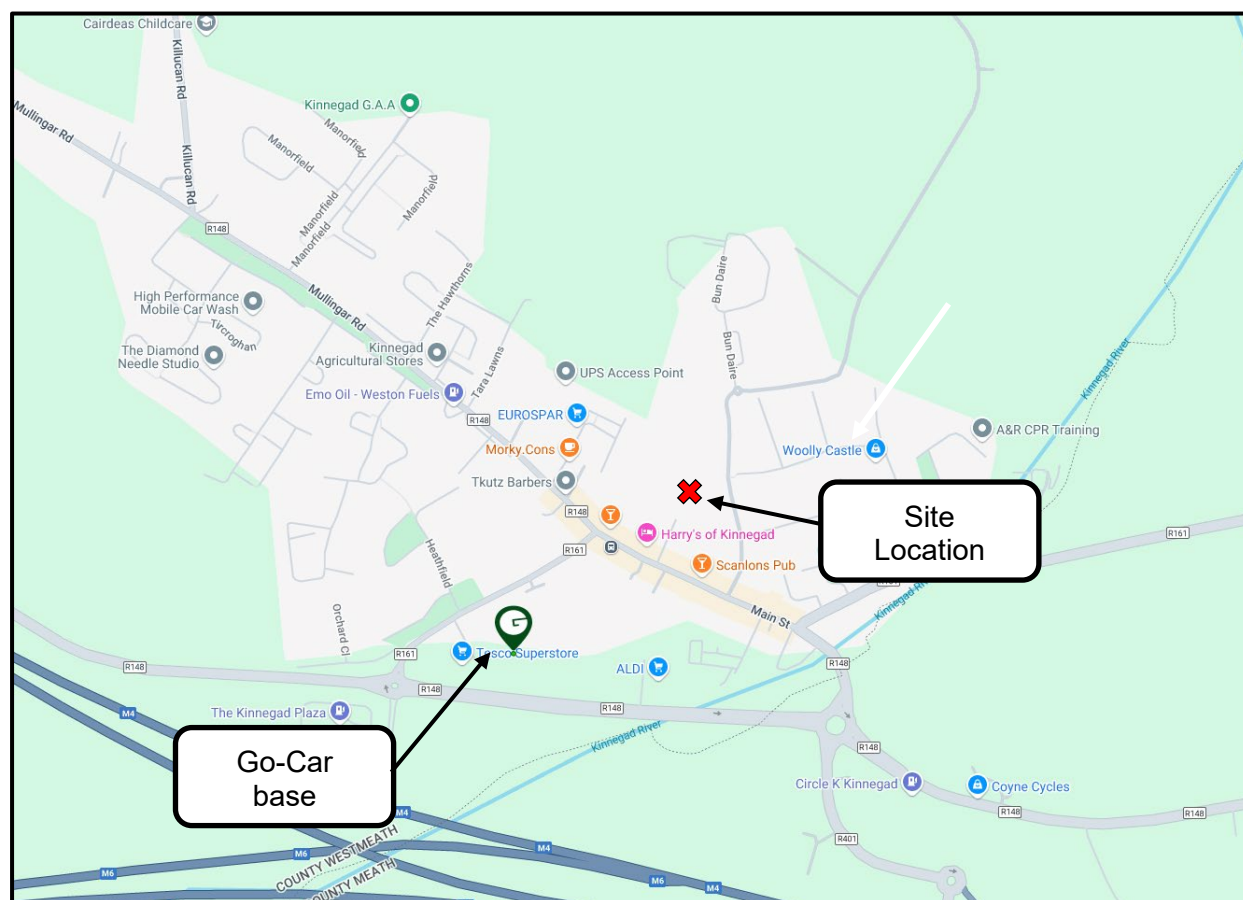 Cairdeas Childcare
Killucan Rd
Mullingar Rd
Kinnegad G.A.A
Manorfield
Manorfield
Killucan Rd
Manorfield
Manorfield
R148
Manorfield
Bun Daire
High Performance
Mobile Car Wash
Mullingar Rd
The Hawthorns
Tircroghan
The Diamond
Needle Studio
Kinnegad
Agricultural Stores
Tara Lawns
UPS Access Point
Bun Daire
Kinnegad River
Emo Oil - Weston Fuels
R148
EUROSPAR
A&R CPR Training
Morky.Cons
Woolly Castle
Tkutz Barbers
R148
Site
Location
Harry's of Kinnegad
R161
R161
Heathfield
Scanlons Pub
Kinnegad River
Orchard Cl
Main St
R161
Tesco Superstore
ALDI
R148
R148
R148
R148
M4
The Kinnegad Plaza
Kinnegad River
R148
Go-Car
base
Circle K Kinnegad
Coyne Cycles
M4
R148
R148
R401
COUNTY WESTMEATH
M4
M6
COUNTY MEATH
M6
M4